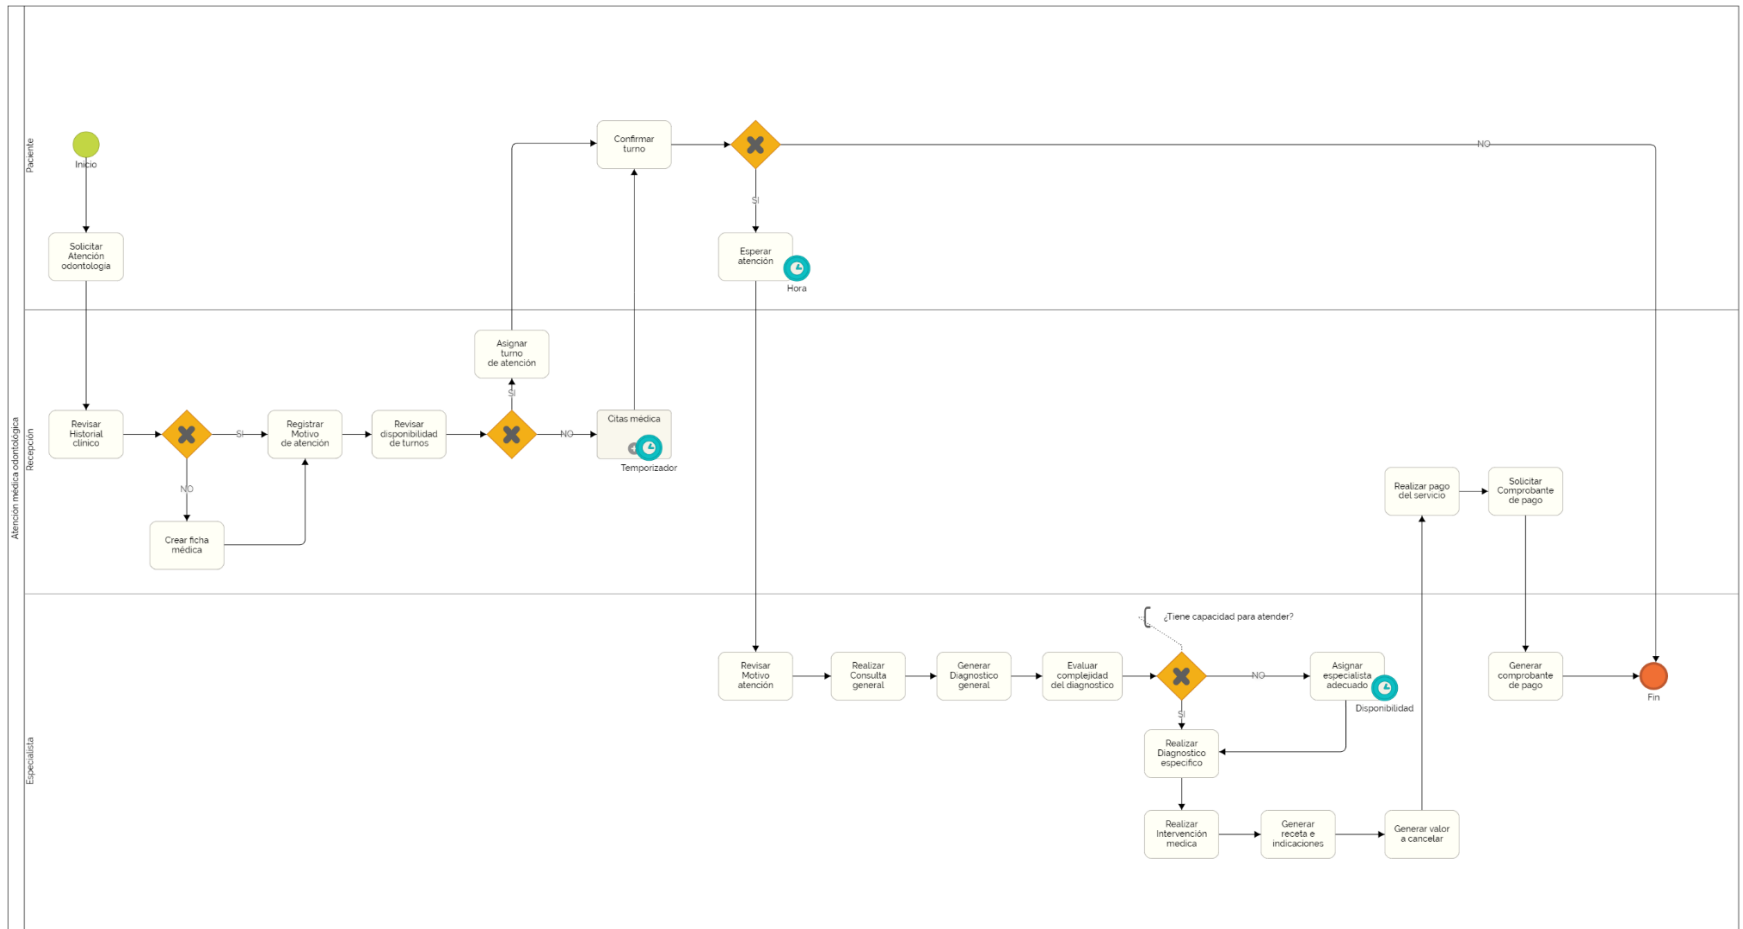 Atención médica odontológica
Paciente
Inicio
Solicitar
Atención
odontología
Confirmar
turno
NO
SI
Esperar
atención
Hora
Recepción
Asignar
turno
de atención
SI
Revisar
Historial
clínico
SI
Registrar
Motivo
de atención
Revisar
disponibilidad
de turnos
NO
Citas médica
Temporizador
NO
Crear ficha
médica
Realizar pago
del servicio
Solicitar
Comprobante
de pago
Especialista
¿Tiene capacidad para atender?
Revisar
Motivo
atención
Realizar
Consulta
general
Generar
Diagnostico
general
Evaluar
complejidad
del diagnostico
NO
Asignar
especialista
adecuado
Disponibilidad
Generar
comprobante
de pago
Fin
SI
Realizar
Diagnostico
especifico
Realizar
Intervención
medica
Generar
receta e
indicaciones
Generar valor
a cancelar